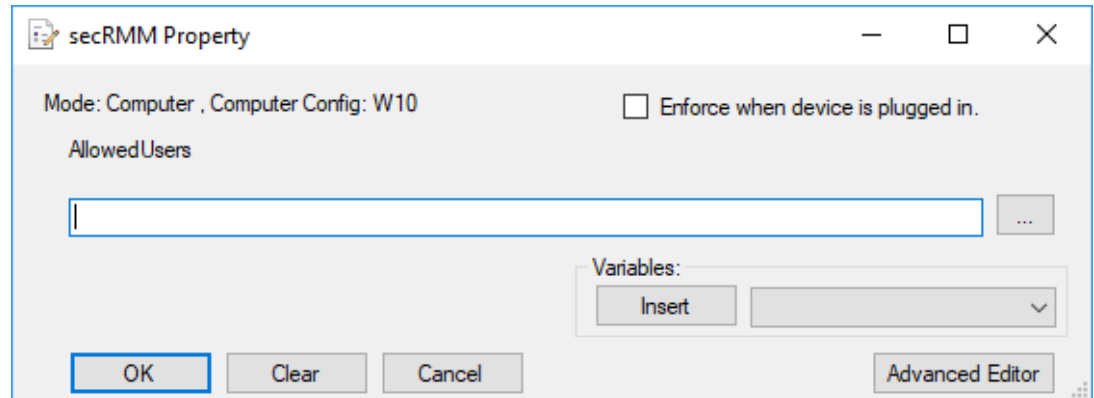 secRMM Property
Mode: Computer , Computer Config: W10
Enforce when device is plugged in.
AllowedUsers
...
Variables:
Insert
OK
Clear
Cancel
Advanced Editor